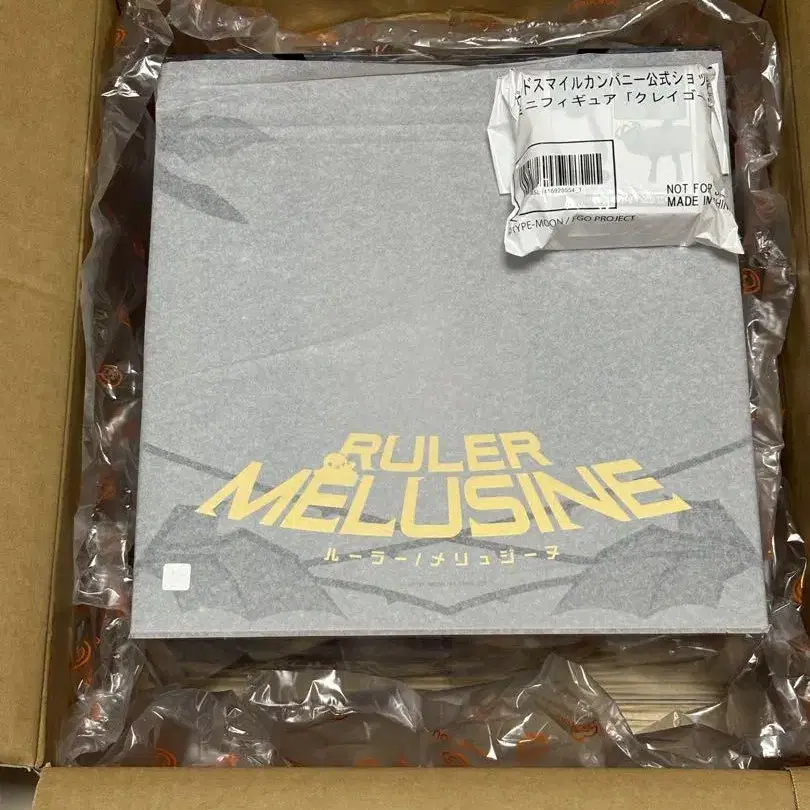 ドスマイルカンパニー公式ショッ
ミニフィギュア「クレイゴー
NOT FOR
MADE IN CHIN
TYPE-MOON / FGO PROJECT
RULER
MELUSINE
ルーラー/メリュジーヌ